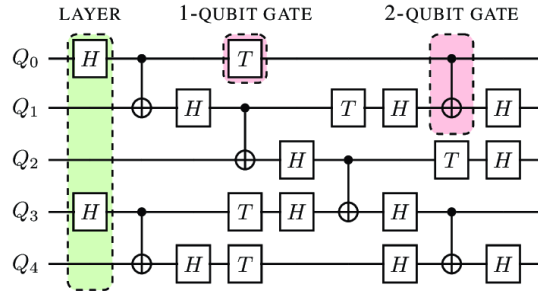 LAYER 1-QUBIT GATE 2-QUBIT GATE
Q0 H T
Q1 H T H H
Q2 H T H
Q3 H T H H
Q4 H T H H